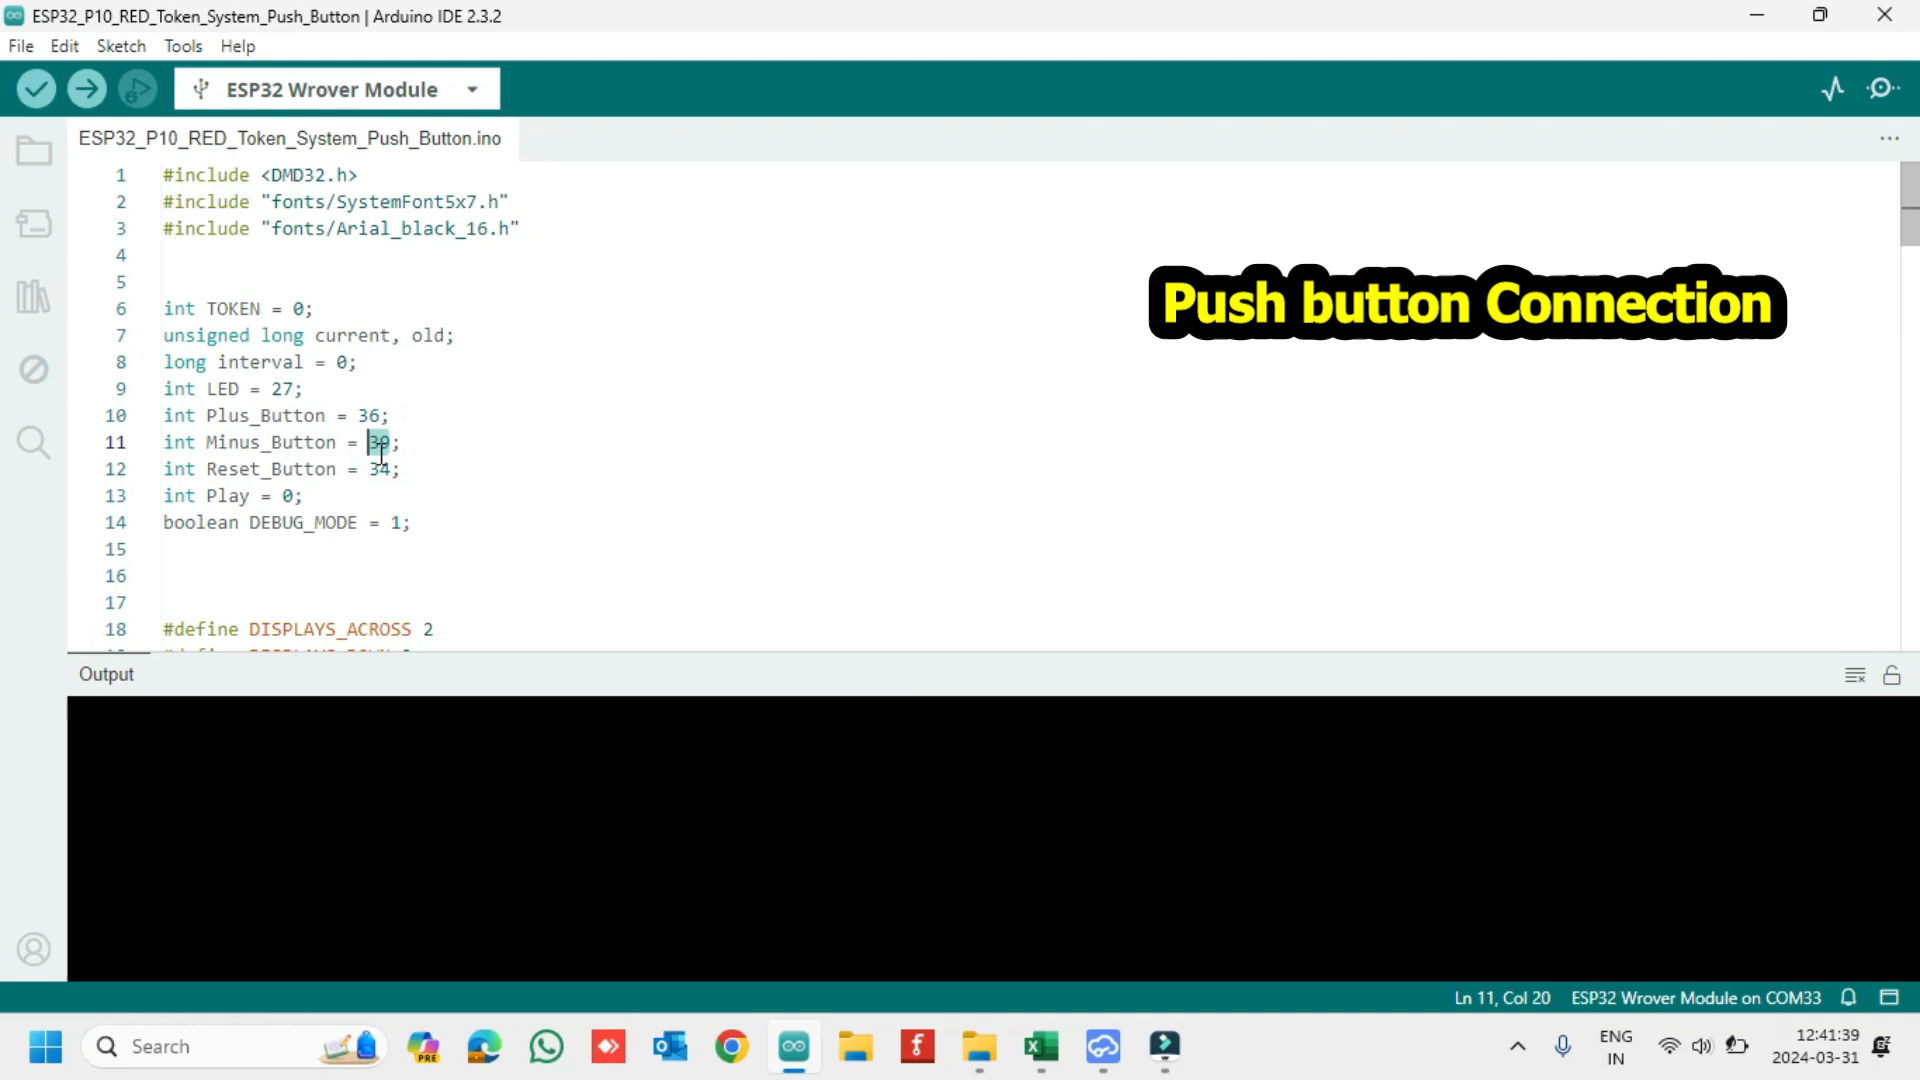 ESP32_P10_RED_Token_System_Push_Button | Arduino IDE 2.3.2
File Edit Sketch Tools Help
ESP32 Wrover Module
ESP32_P10_RED_Token_System_Push_Button.ino
1 #include <DMD32.h>
2 #include "fonts/SystemFont5x7.h"
3 #include "fonts/Arial_black_16.h"
4
5
6 int TOKEN = 0;
7 unsigned long current, old;
8 long interval = 0;
9 int LED = 27;
10 int Plus_Button = 36;
11 int Minus_Button = 39;
12 int Reset_Button = 34;
13 int Play = 0;
14 boolean DEBUG_MODE = 1;
15
16
17
18 #define DISPLAYS_ACROSS 2
Push button Connection
Output
Ln 11, Col 20 ESP32 Wrover Module on COM33
Search
PRE
ENG
IN
12:41:39
2024-03-31